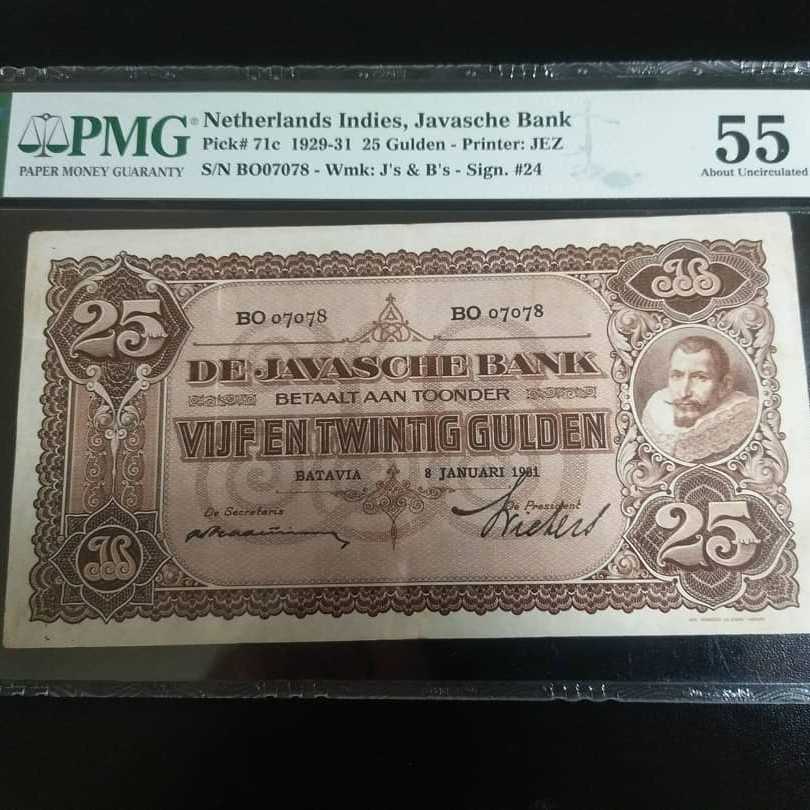 PMG®
PAPER MONEY GUARANTY
Netherlands Indies, Javasche Bank
Pick# 71c 1929-31 25 Gulden - Printer: JEZ
S/N BO07078 - Wmk: J's & B's - Sign. #24
55
About Uncirculated
25
JB
BO 07078 BO 07078
DE JAVASCHE BANK
BETAALT AAN TOONDER
VIJF EN TWINTIG GULDEN
BATAVIA 8 JANUARI 1931
De Secretaris De President
JB
25